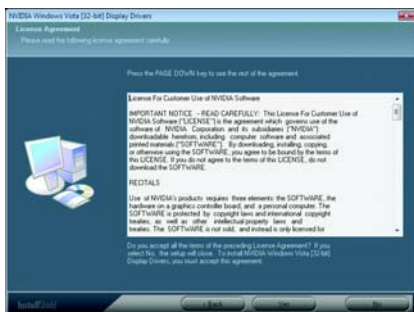 NVIDIA Windows Vista [32-bit] Display Drivers
License Agreement
Please read the following license agreement carefully.
Press the PAGE DOWN key to see the rest of the agreement.
License For Customer Use of NVIDIA Software
IMPORTANT NOTICE -- READ CAREFULLY: This License For Customer Use of
NVIDIA Software ("LICENSE") is the agreement which governs use of the
software of NVIDIA Corporation and its subsidiaries ("NVIDIA")
downloadable herefrom, including computer software and associated
printed materials ("SOFTWARE"). By downloading, installing, copying,
or otherwise using the SOFTWARE, you agree to be bound by the terms of
this LICENSE. If you do not agree to the terms of this LICENSE, do not
download the SOFTWARE.
RECITALS
Use of NVIDIA's products requires three elements: the SOFTWARE, the
hardware on a graphics controller board, and a personal computer. The
SOFTWARE is protected by copyright laws and international copyright
treaties, as well as other intellectual property laws and
treaties. The SOFTWARE is not sold, and instead is only licensed for
Do you accept all the terms of the preceding License Agreement? If you
select No, the setup will close. To install NVIDIA Windows Vista [32-bit]
Display Drivers, you must accept this agreement.
InstallShield
< Back
Yes
No